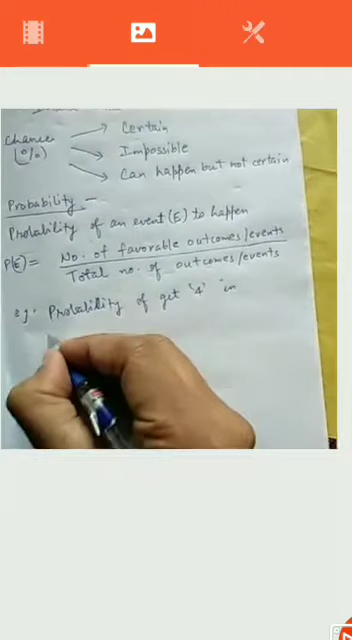 Chance
(%)
Certain
Impossible
Can happen but not certain
Probability :-
Probability of an event (E) to happen
P(E) = No. of favorable outcomes/events
Total no. of outcomes/events
eg:- Probability of get '4' in